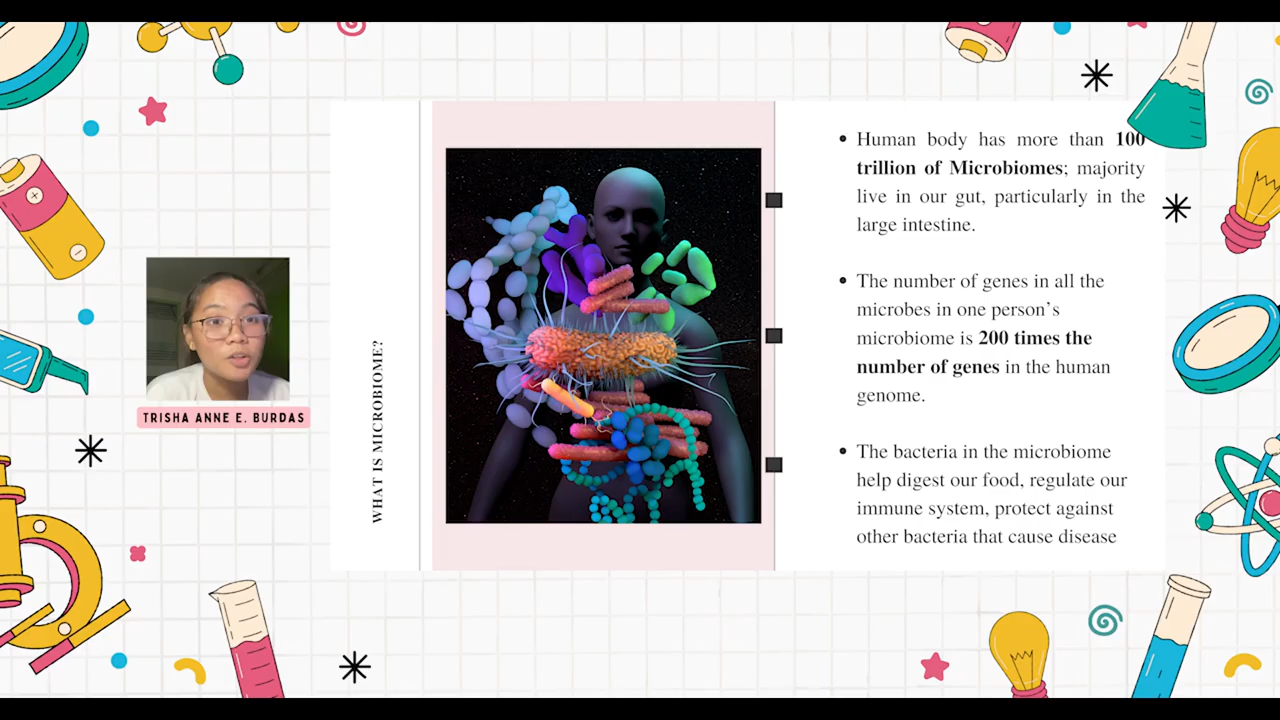 TRISHA ANNE E. BURDAS
WHAT IS MICROBIOME?
• Human body has more than 100
trillion of Microbiomes; majority
live in our gut, particularly in the
large intestine.
• The number of genes in all the
microbes in one person's
microbiome is 200 times the
number of genes in the human
genome.
• The bacteria in the microbiome
help digest our food, regulate our
immune system, protect against
other bacteria that cause disease